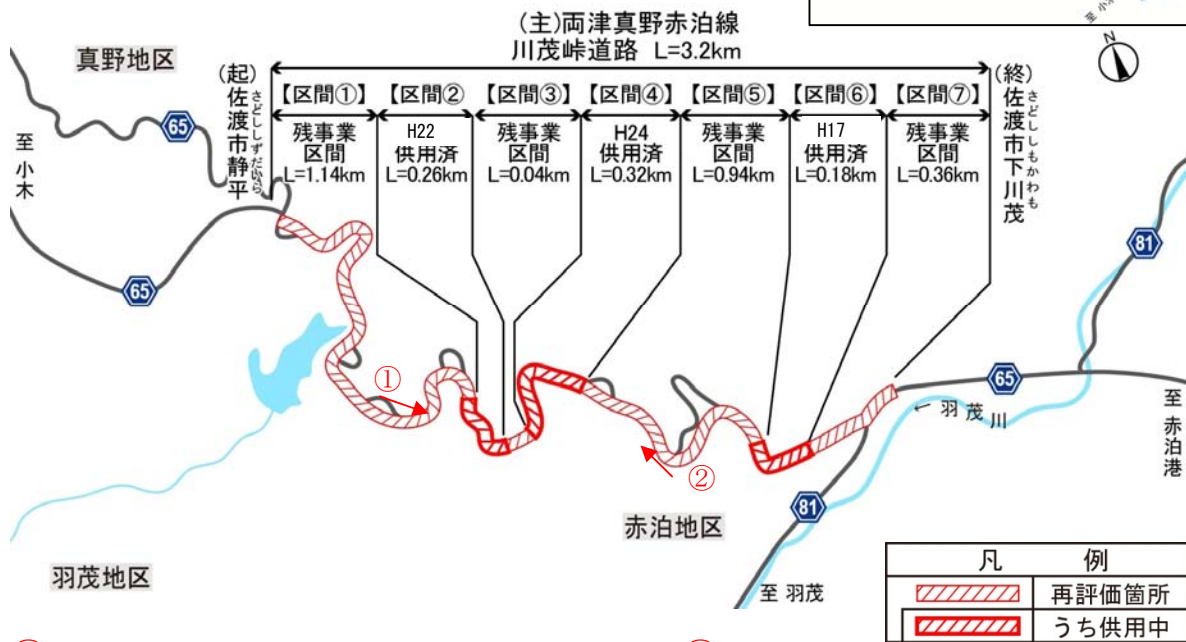 (主)両津真野赤泊線
川茂峠道路 L=3.2km
至 小木
N
真野地区
(起)
佐渡市静平
さどししずだいら
(終)
佐渡市下川茂
さどししもかわも
【区間①】
残事業
区間
L=1.14km
【区間②】
H22
供用済
L=0.26km
【区間③】
残事業
区間
L=0.04km
【区間④】
H24
供用済
L=0.32km
【区間⑤】
残事業
区間
L=0.94km
【区間⑥】
H17
供用済
L=0.18km
【区間⑦】
残事業
区間
L=0.36km
65
至 小木
65
81
①
65
←羽茂川
至 赤泊港
②
81
赤泊地区
羽茂地区
至 羽茂
凡 例
再評価箇所
うち供用中